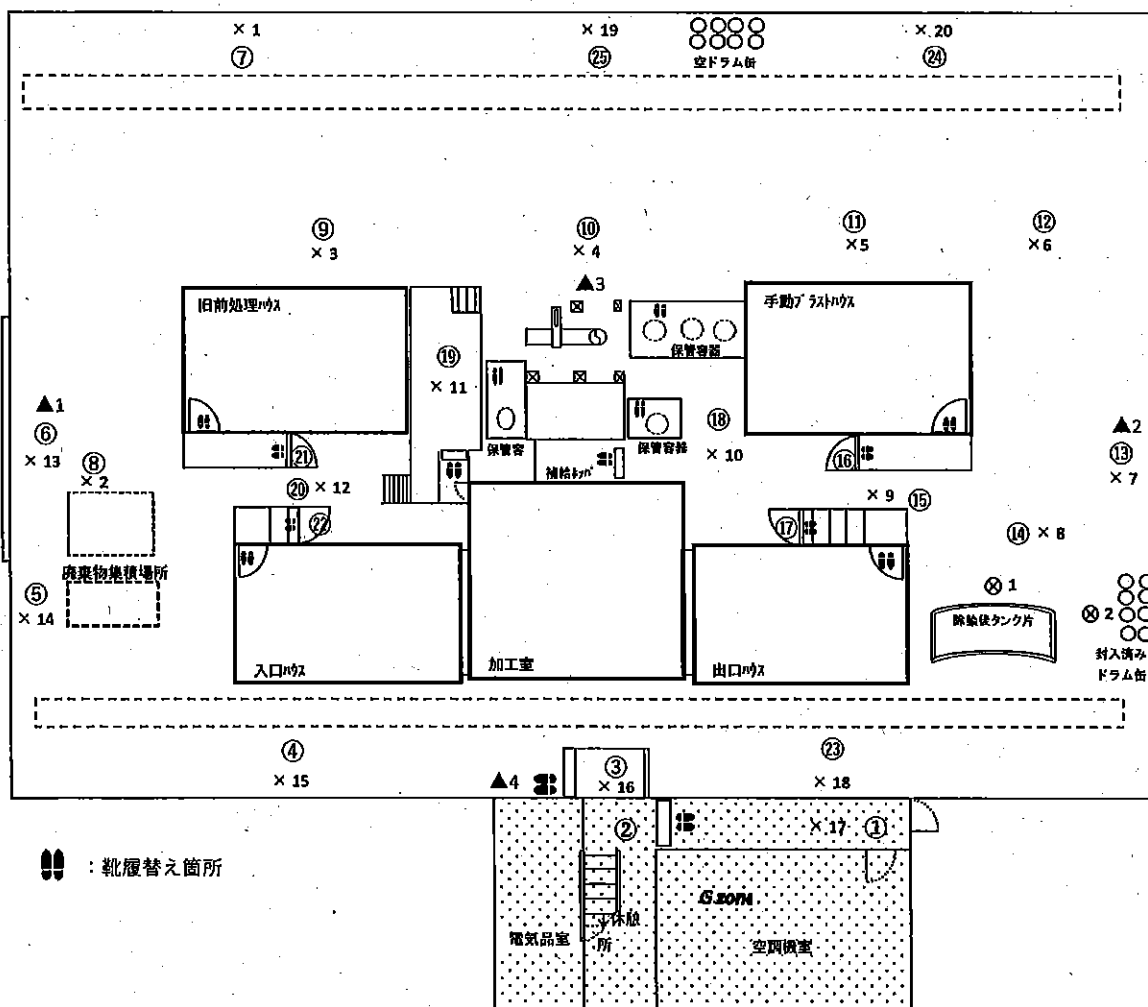 × 1
× 19
× 20
⑦
㉕
空ドラム缶
㉔
⑨
× 3
⑩
× 4
▲3
⑪
×5
⑫
× 6
旧前処理ハウス
手動ブラストハウス
保管容器
⑲
× 11
▲1
⑥
× 13
⑱
× 10
▲2
⑬
× 7
保管容
保管容器
補給ホッパ
⑧
× 2
㉑
⑯
⑳
× 12
× 9
⑮
㉒
⑰
⑭ × 8
廃棄物集積場所
⑤
× 14
⊗ 1
⊗ 2
除染後タンク片
封入済み
ドラム缶
入口ハウス
加工室
出口ハウス
④
× 15
▲4
③
× 16
㉓
× 18
②
× 17
①
:靴履替え箇所
G zone
電気品室
休憩
所
空調機室